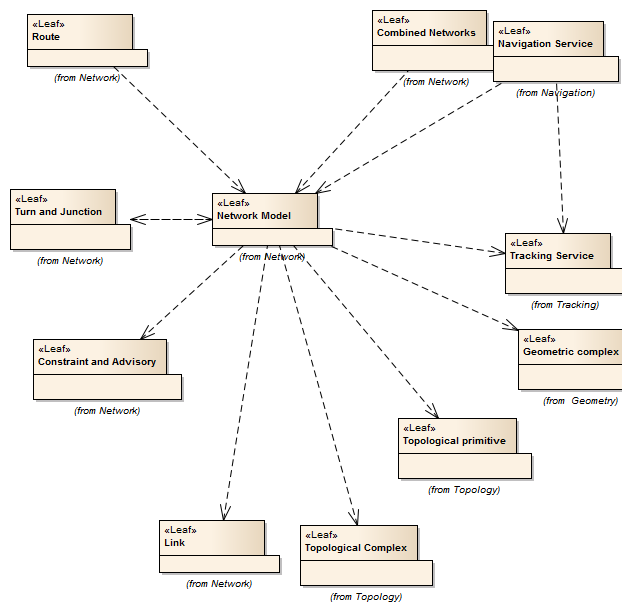 «Leaf»
Route
(from Network)
«Leaf»
Combined Networks
(from Network)
«Leaf»
Navigation Service
(from Navigation)
«Leaf»
Turn and Junction
(from Network)
«Leaf»
Network Model
(from Network)
«Leaf»
Tracking Service
(from Tracking)
«Leaf»
Geometric complex
(from Geometry)
«Leaf»
Constraint and Advisory
(from Network)
«Leaf»
Topological primitive
(from Topology)
«Leaf»
Link
(from Network)
«Leaf»
Topological Complex
(from Topology)